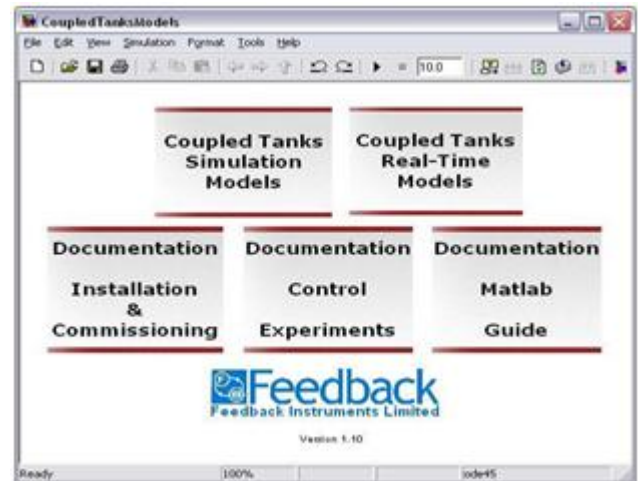 CoupledTanksModels
File Edit View Simulation Format Tools Help
10.0
Coupled Tanks
Simulation
Models
Coupled Tanks
Real-Time
Models
Documentation
Installation
&
Commissioning
Documentation
Control
Experiments
Documentation
Matlab
Guide
Feedback
Feedback Instruments Limited
Version 1.10
Ready 100% ode45